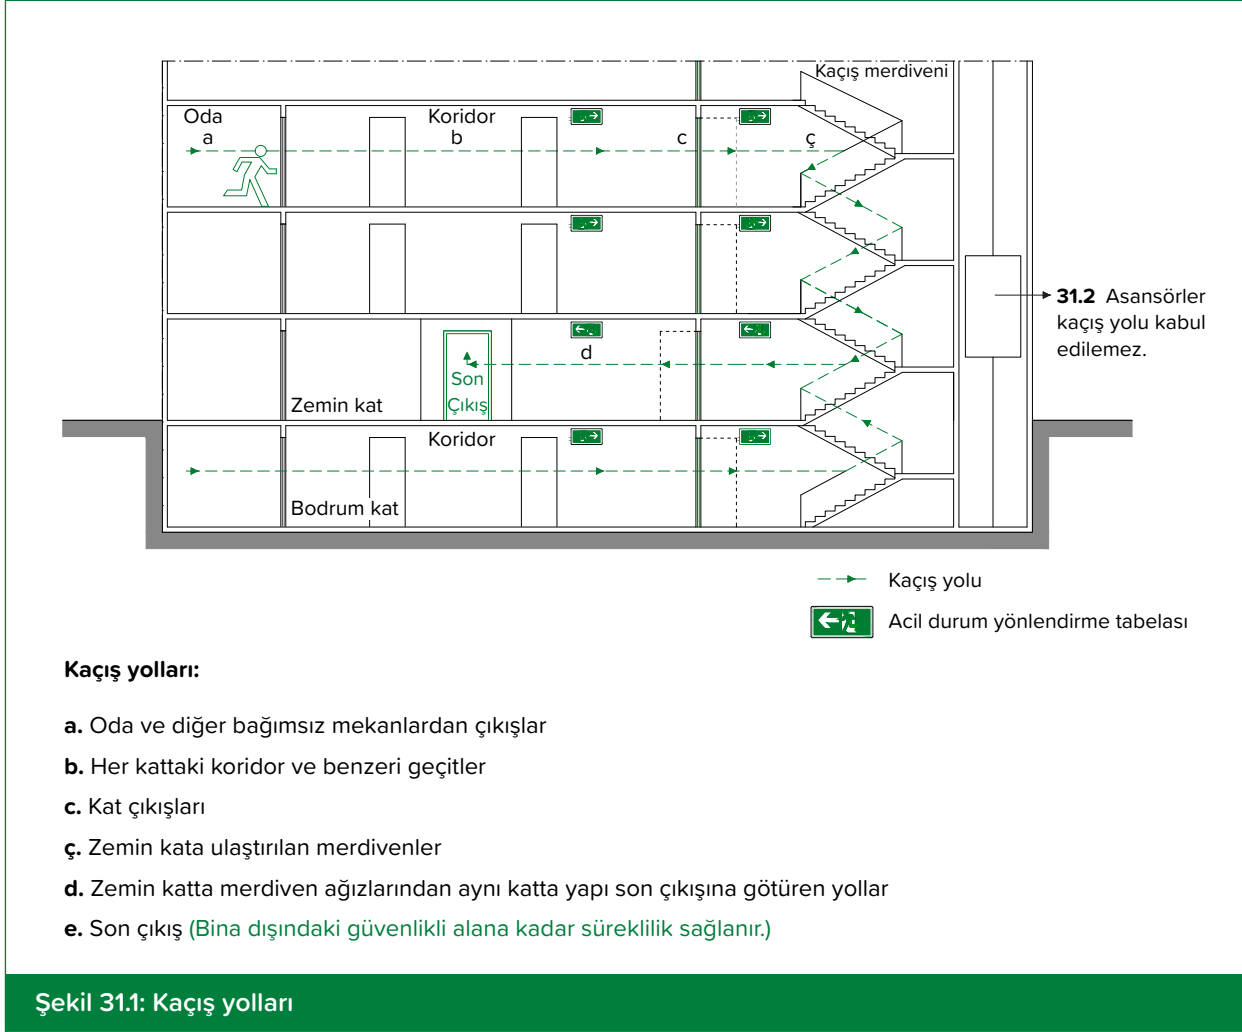 Kaçış merdiveni
Oda
a
Koridor
b
c
ç
31.2 Asansörler
kaçış yolu kabul
edilemez.
d
Son
Çıkış
Zemin kat
Koridor
Bodrum kat
Kaçış yolu
Acil durum yönlendirme tabelası
Kaçış yolları:
a. Oda ve diğer bağımsız mekanlardan çıkışlar
b. Her kattaki koridor ve benzeri geçitler
c. Kat çıkışları
ç. Zemin kata ulaştırılan merdivenler
d. Zemin katta merdiven ağızlarından aynı katta yapı son çıkışına götüren yollar
e. Son çıkış (Bina dışındaki güvenlikli alana kadar süreklilik sağlanır.)
Şekil 31.1: Kaçış yolları